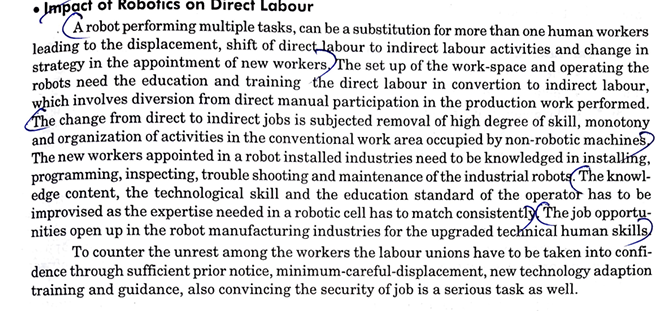 • Impact of Robotics on Direct Labour
A robot performing multiple tasks, can be a substitution for more than one human workers
leading to the displacement, shift of direct labour to indirect labour activities and change in
strategy in the appointment of new workers. The set up of the work-space and operating the
robots need the education and training the direct labour in convertion to indirect labour,
which involves diversion from direct manual participation in the production work performed.
The change from direct to indirect jobs is subjected removal of high degree of skill, monotony
and organization of activities in the conventional work area occupied by non-robotic machines.
The new workers appointed in a robot installed industries need to be knowledged in installing,
programming, inspecting, trouble shooting and maintenance of the industrial robots. The knowl-
edge content, the technological skill and the education standard of the operator has to be
improvised as the expertise needed in a robotic cell has to match consistently. The job opportu-
nities open up in the robot manufacturing industries for the upgraded technical human skills.
To counter the unrest among the workers the labour unions have to be taken into confi-
dence through sufficient prior notice, minimum-careful-displacement, new technology adaption
training and guidance, also convincing the security of job is a serious task as well.